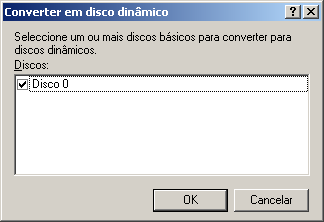 Converter em disco dinâmico
Seleccione um ou mais discos básicos para converter para
discos dinâmicos.
Discos:
Disco 0
OK
Cancelar